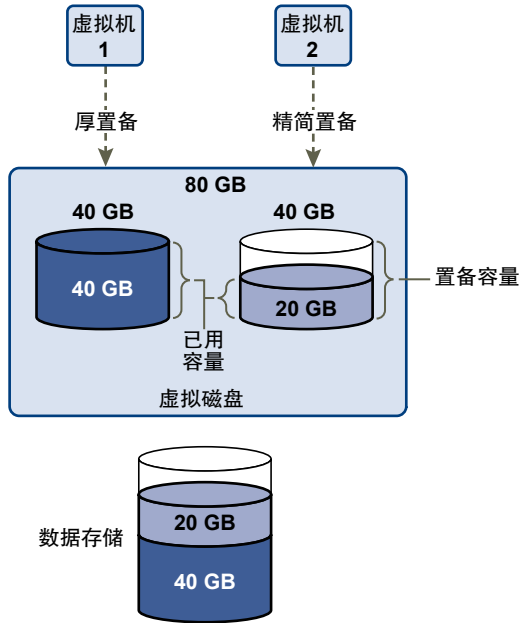 虚拟机
1
虚拟机
2
厚置备
精简置备
80 GB
40 GB
40 GB
40 GB
20 GB
置备容量
已用
容量
虚拟磁盘
数据存储
20 GB
40 GB